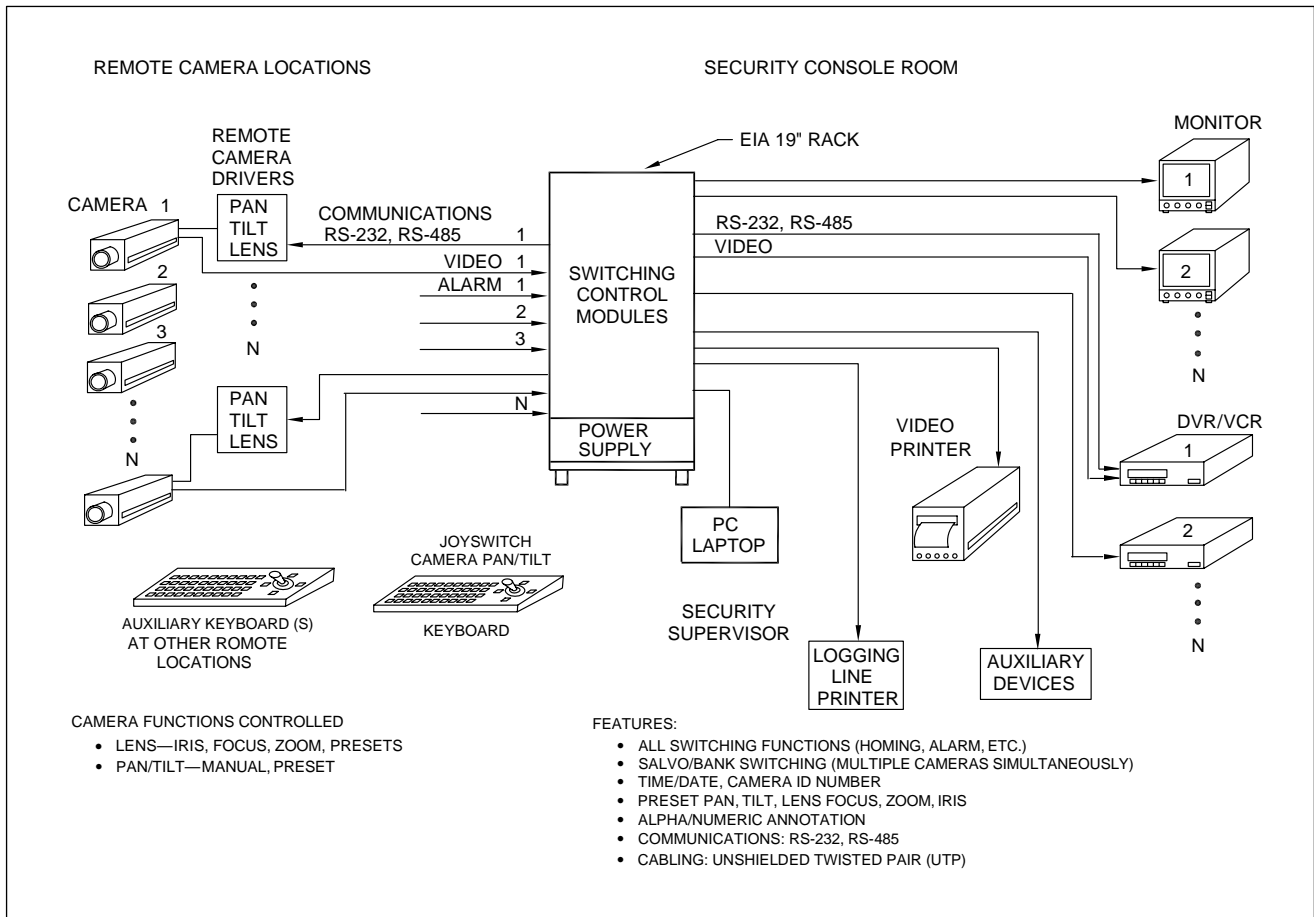 REMOTE CAMERA LOCATIONS
SECURITY CONSOLE ROOM
REMOTE
CAMERA
DRIVERS
CAMERA 1
PAN
TILT
LENS
COMMUNICATIONS
RS-232, RS-485 1
VIDEO 1
ALARM 1
2
3
N
2
3
N
N
PAN
TILT
LENS
EIA 19" RACK
SWITCHING
CONTROL
MODULES
POWER
SUPPLY
RS-232, RS-485
VIDEO
MONITOR
1
2
N
DVR/VCR
1
2
N
VIDEO
PRINTER
PC
LAPTOP
SECURITY
SUPERVISOR
LOGGING
LINE
PRINTER
AUXILIARY
DEVICES
JOYSWITCH
CAMERA PAN/TILT
KEYBOARD
AUXILIARY KEYBOARD (S)
AT OTHER ROMOTE
LOCATIONS
CAMERA FUNCTIONS CONTROLLED
• LENS—IRIS, FOCUS, ZOOM, PRESETS
• PAN/TILT—MANUAL, PRESET
FEATURES:
• ALL SWITCHING FUNCTIONS (HOMING, ALARM, ETC.)
• SALVO/BANK SWITCHING (MULTIPLE CAMERAS SIMULTANEOUSLY)
• TIME/DATE, CAMERA ID NUMBER
• PRESET PAN, TILT, LENS FOCUS, ZOOM, IRIS
• ALPHA/NUMERIC ANNOTATION
• COMMUNICATIONS: RS-232, RS-485
• CABLING: UNSHIELDED TWISTED PAIR (UTP)